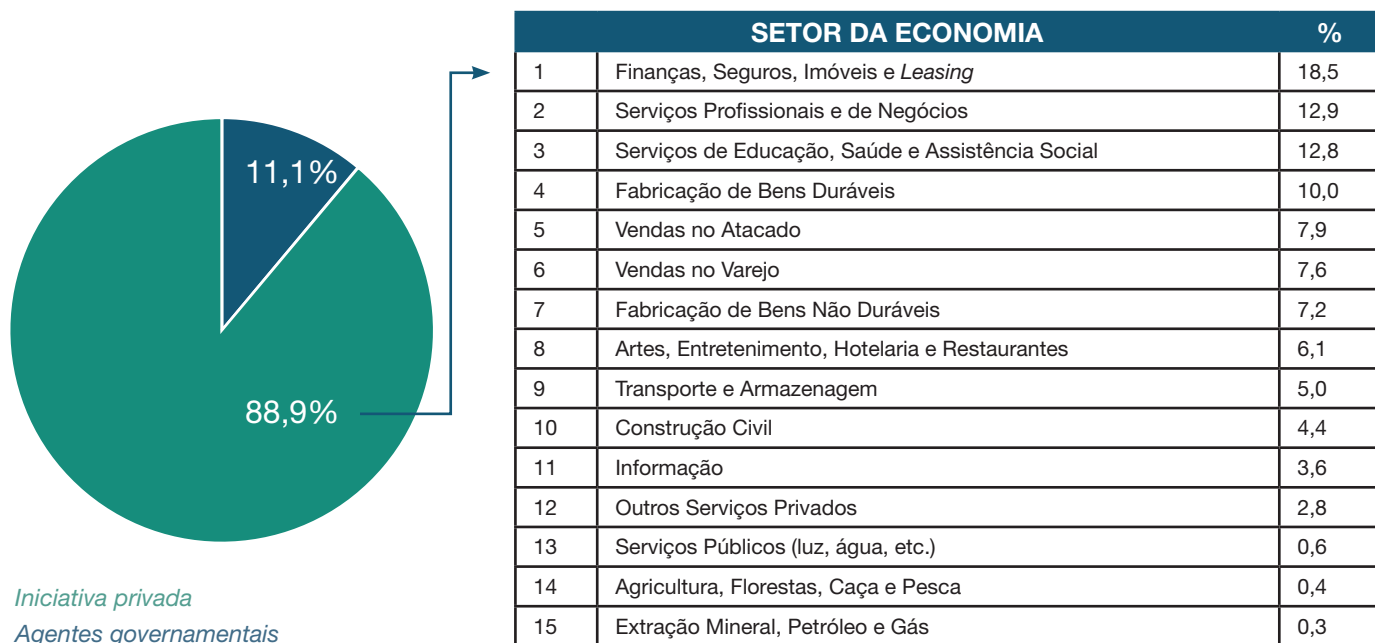 11,1%
88,9%
Iniciativa privada
Agentes governamentais
SETOR DA ECONOMIA %
1 Finanças, Seguros, Imóveis e Leasing 18,5
2 Serviços Profissionais e de Negócios 12,9
3 Serviços de Educação, Saúde e Assistência Social 12,8
4 Fabricação de Bens Duráveis 10,0
5 Vendas no Atacado 7,9
6 Vendas no Varejo 7,6
7 Fabricação de Bens Não Duráveis 7,2
8 Artes, Entretenimento, Hotelaria e Restaurantes 6,1
9 Transporte e Armazenagem 5,0
10 Construção Civil 4,4
11 Informação 3,6
12 Outros Serviços Privados 2,8
13 Serviços Públicos (luz, água, etc.) 0,6
14 Agricultura, Florestas, Caça e Pesca 0,4
15 Extração Mineral, Petróleo e Gás 0,3